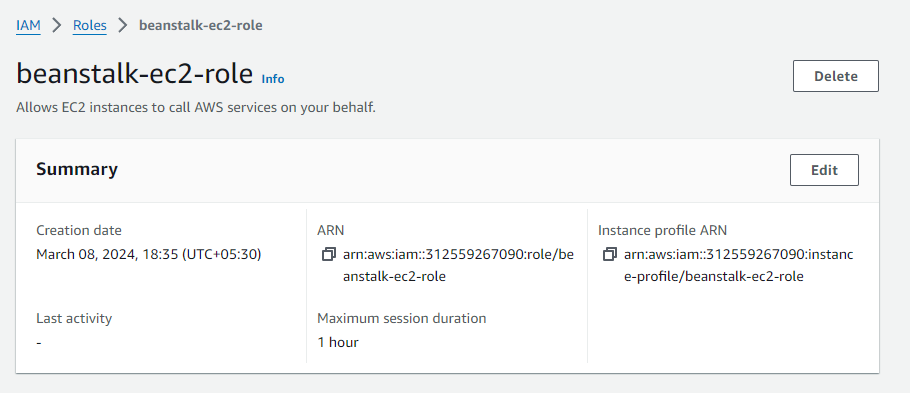 IAM > Roles > beanstalk-ec2-role
beanstalk-ec2-role Info
Delete
Allows EC2 instances to call AWS services on your behalf.
Summary
Edit
Creation date
March 08, 2024, 18:35 (UTC+05:30)
ARN
arn:aws:iam::312559267090:role/be
anstalk-ec2-role
Instance profile ARN
arn:aws:iam::312559267090:instanc
e-profile/beanstalk-ec2-role
Last activity
-
Maximum session duration
1 hour